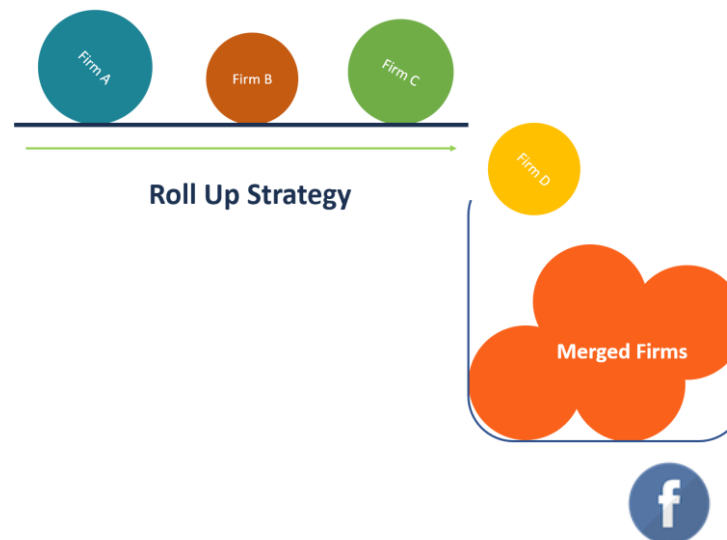 Firm A
Firm B
Firm C
Firm D
Roll Up Strategy
Merged Firms
f